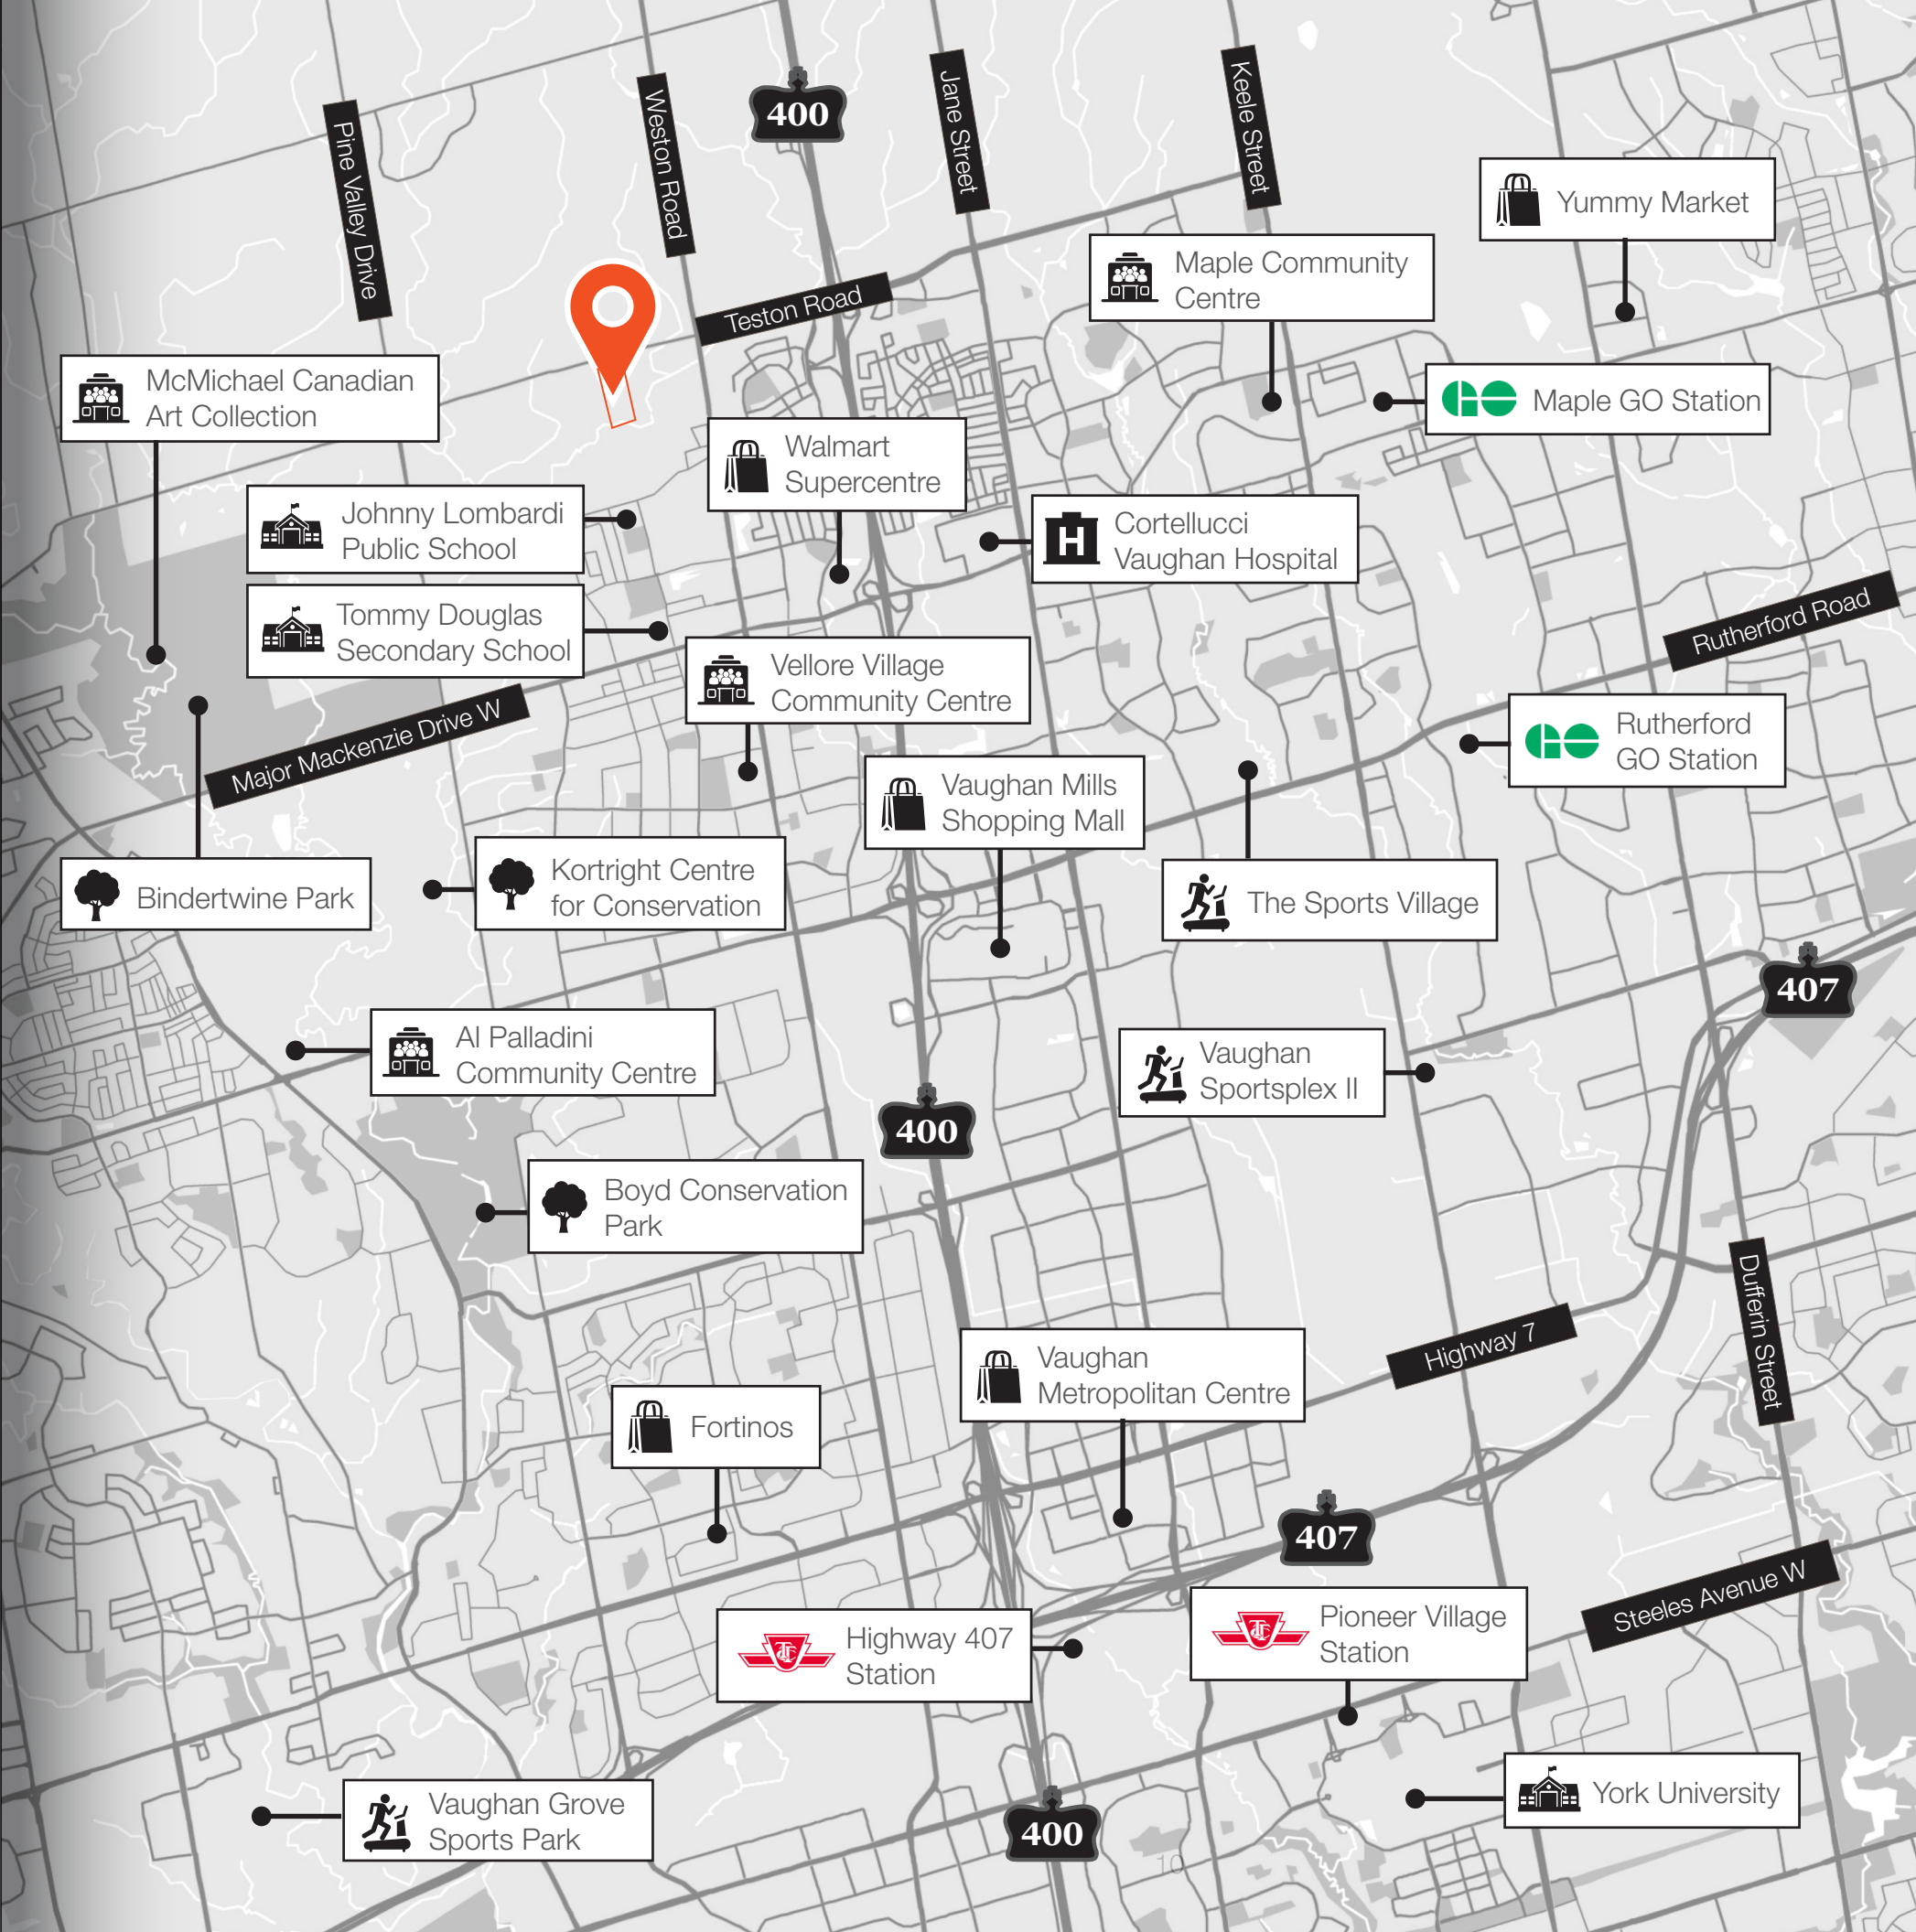 400
Jane Street
Keele Street
Pine Valley Drive
Weston Road
Yummy Market
Maple Community
Centre
Teston Road
McMichael Canadian
Art Collection
Maple GO Station
Walmart
Supercentre
Johnny Lombardi
Public School
Cortellucci
Vaughan Hospital
H
Tommy Douglas
Secondary School
Rutherford Road
Vellore Village
Community Centre
Major Mackenzie Drive W
Rutherford
GO Station
Vaughan Mills
Shopping Mall
Kortright Centre
for Conservation
Bindertwine Park
The Sports Village
407
Al Palladini
Community Centre
Vaughan
Sportsplex II
400
Boyd Conservation
Park
Dufferin Street
Highway 7
Vaughan
Metropolitan Centre
Fortinos
407
Steeles Avenue W
Highway 407
Station
TTC
Pioneer Village
Station
TTC
York University
Vaughan Grove
Sports Park
400
10